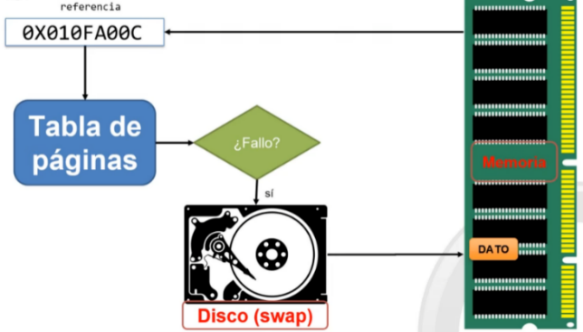 referencia
0X010FA00C
Tabla de
páginas
¿Fallo?
sí
Memoria
DATO
Disco (swap)